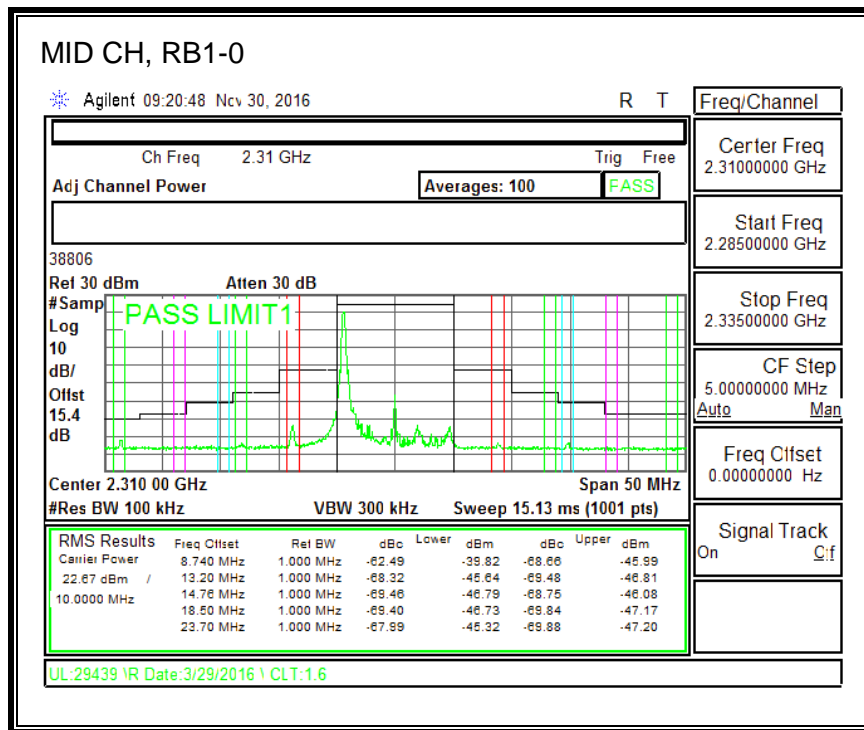 MID CH, RB1-0
Agilent 09:20:48 Nov 30, 2016 R T
Ch Freq 2.31 GHz Trig Free
Adj Channel Power Averages: 100 PASS
38806
Ref 30 dBm Atten 30 dB
#Samp
Log
10
dB/
Offst
15.4
dB
PASS LIMIT1
Center 2.310 00 GHz Span 50 MHz
#Res BW 100 kHz VBW 300 kHz Sweep 15.13 ms (1001 pts)
RMS Results Freq Offset Ref BW dBc Lower dBm dBc Upper dBm
Carrier Power 8.740 MHz 1.000 MHz -62.49 -39.82 -68.66 -45.99
22.67 dBm / 13.20 MHz 1.000 MHz -68.32 -45.64 -69.48 -46.81
10.0000 MHz 14.76 MHz 1.000 MHz -69.46 -46.79 -68.75 -46.08
18.50 MHz 1.000 MHz -69.40 -46.73 -69.84 -47.17
23.70 MHz 1.000 MHz -67.99 -45.32 -69.88 -47.20
UL:29439 \R Date:3/29/2016 \ CLT:1.6
Freq/Channel
Center Freq
2.31000000 GHz
Start Freq
2.28500000 GHz
Stop Freq
2.33500000 GHz
CF Step
5.00000000 MHz
Auto Man
Freq Offset
0.00000000 Hz
Signal Track
On Off